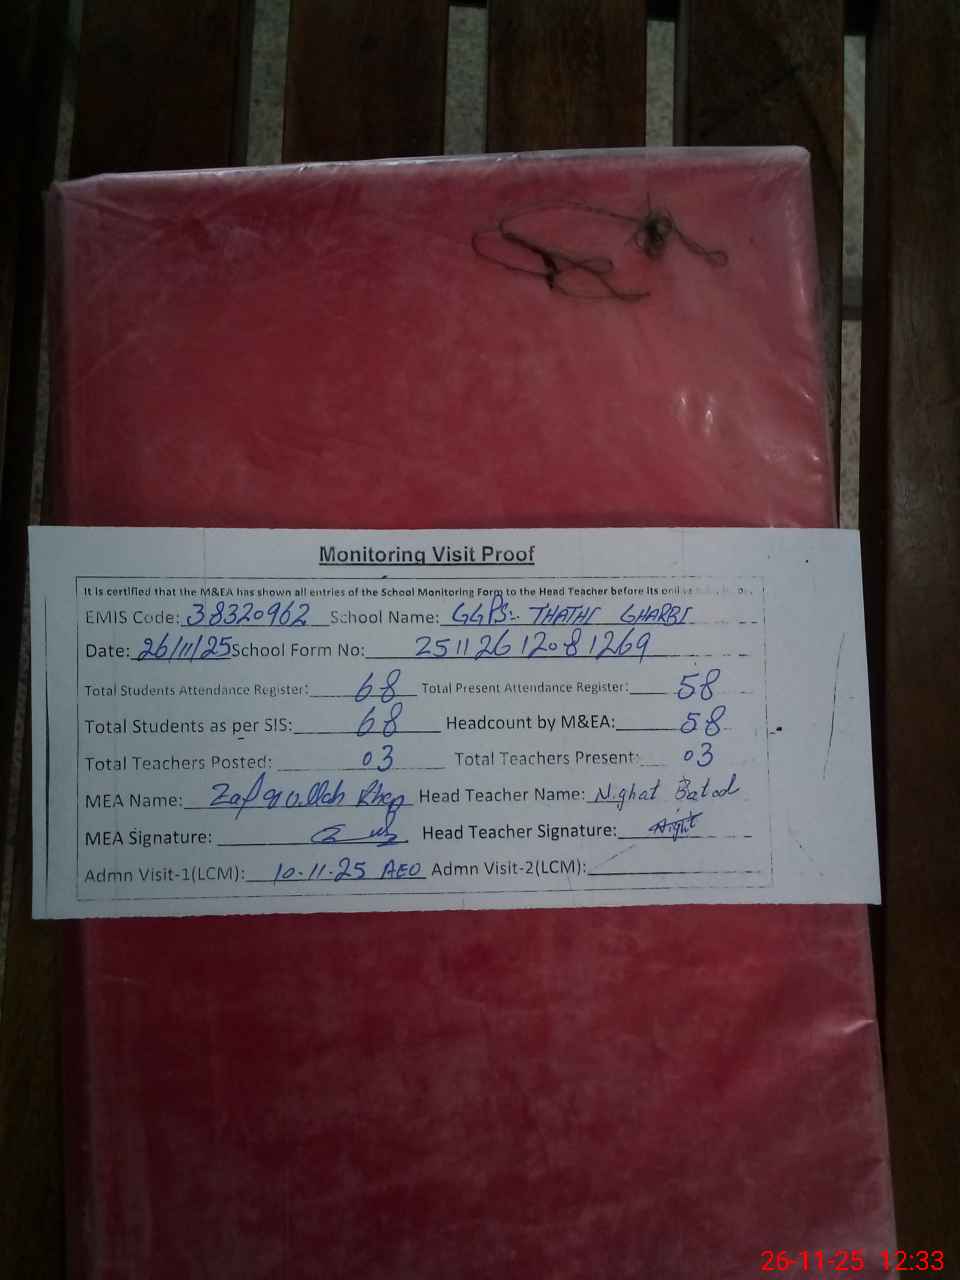 Monitoring Visit Proof
It is certified that the M&EA has shown all entries of the School Monitoring Form to the Head Teacher before its
EMIS Code: 38320962 School Name: GGPS. THATHI GHARBI
Date: 26/11/25 School Form No: 25112612081269
Total Students Attendance Register: 68 Total Present Attendance Register: 58
Total Students as per SIS: 68 Headcount by M&EA: 58
Total Teachers Posted: 03 Total Teachers Present: 03
MEA Name: Head Teacher Name: Nighat Batool
MEA Signature: Head Teacher Signature: Night
Admn Visit-1(LCM): 10-11-25 AEO Admn Visit-2(LCM):
26-11-25 12:33